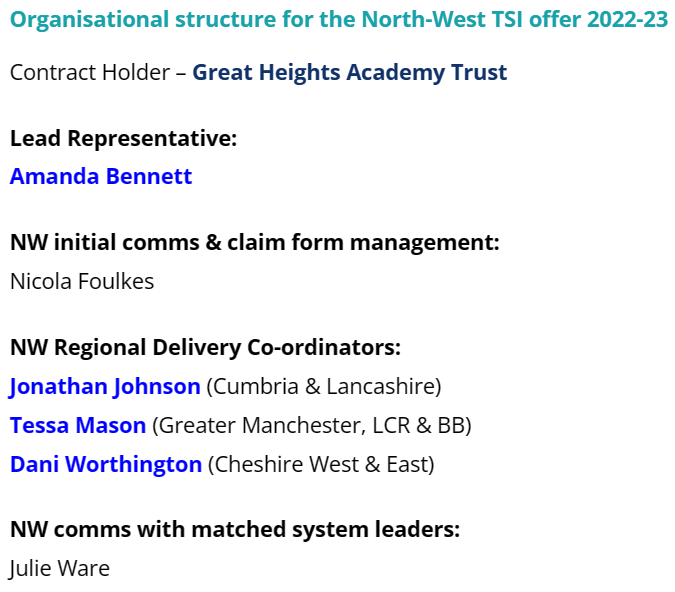 Organisational structure for the North-West TSI offer 2022-23
Contract Holder – Great Heights Academy Trust
Lead Representative:
Amanda Bennett
NW initial comms & claim form management:
Nicola Foulkes
NW Regional Delivery Co-ordinators:
Jonathan Johnson (Cumbria & Lancashire)
Tessa Mason (Greater Manchester, LCR & BB)
Dani Worthington (Cheshire West & East)
NW comms with matched system leaders:
Julie Ware